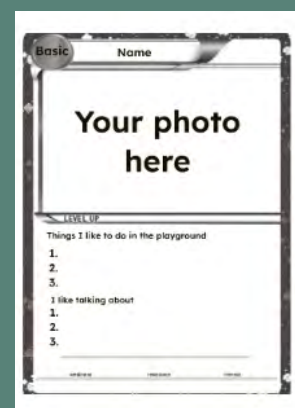 Basic
Name
Your photo
here
LEVEL UP
Things I like to do in the playground
1.
2.
3.
I like talking about
1.
2.
3.